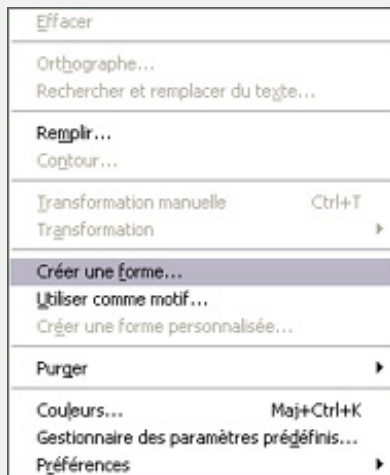 Effacer
Orthographe...
Rechercher et remplacer du texte...
Remplir...
Contour...
Transformation manuelle Ctrl+T
Transformation
Créer une forme...
Utiliser comme motif...
Créer une forme personnalisée...
Purger
Couleurs... Maj+Ctrl+K
Gestionnaire des paramètres prédéfinis...
Préférences